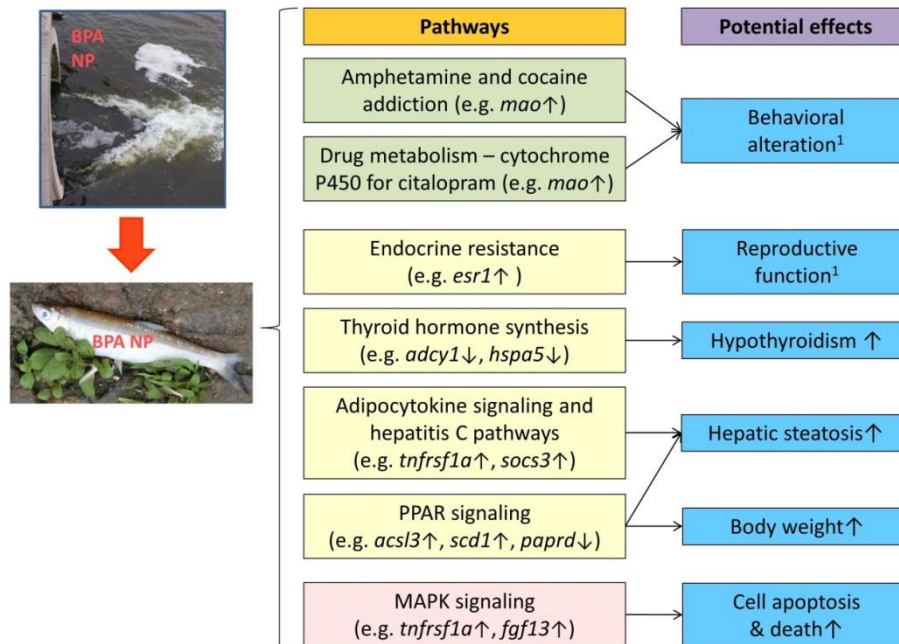 BPA
NP
BPA NP
Pathways
Potential effects
Amphetamine and cocaine
addiction (e.g. mao↑)
Drug metabolism – cytochrome
P450 for citalopram (e.g. mao↑)
Behavioral
alteration¹
Endocrine resistance
(e.g. esr1↑ )
Reproductive
function¹
Thyroid hormone synthesis
(e.g. adcy1↓, hspa5↓)
Hypothyroidism ↑
Adipocytokine signaling and
hepatitis C pathways
(e.g. tnfrsf1a↑, socs3↑)
Hepatic steatosis↑
PPAR signaling
(e.g. acsl3↑, scd1↑, paprd↓)
Body weight↑
MAPK signaling
(e.g. tnfrsf1a↑, fgf13↑)
Cell apoptosis
& death↑